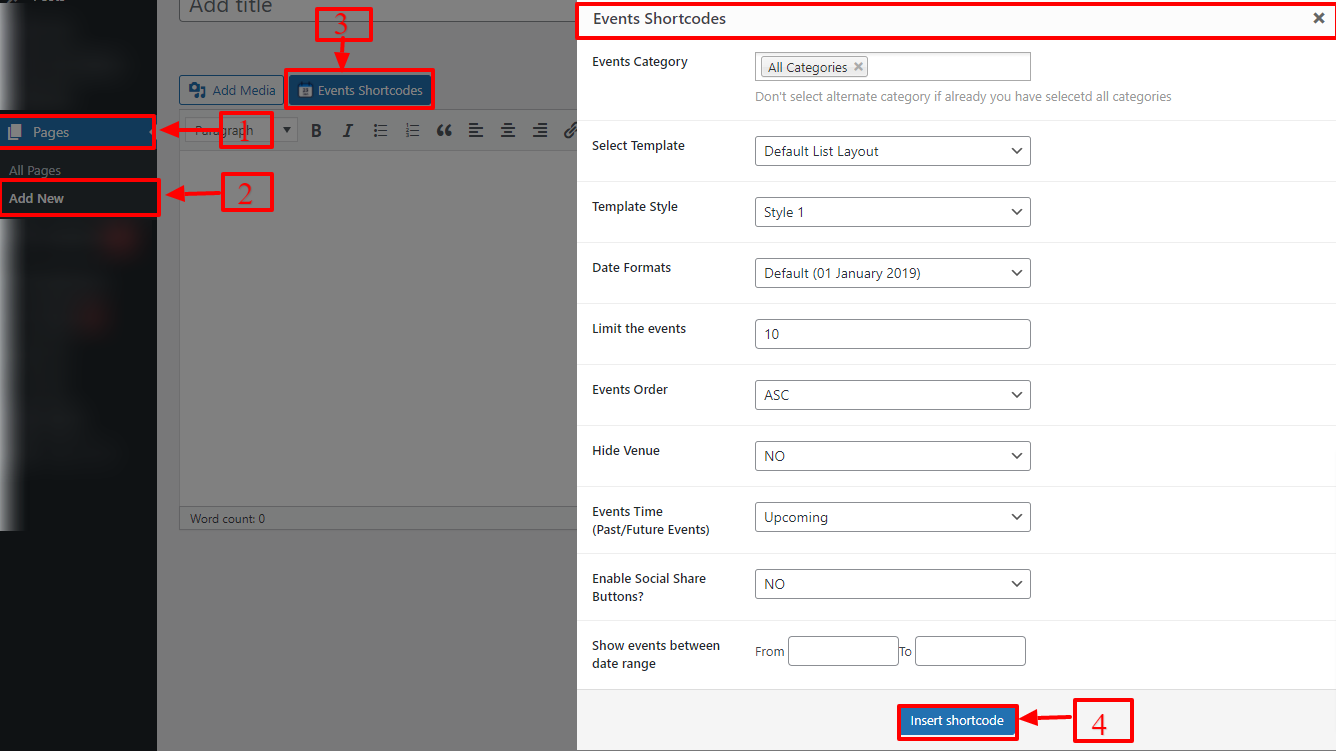 Add title
3
Add Media
Events Shortcodes
Pages
1
Paragraph
B
I
All Pages
Add New
2
Word count: 0
Events Shortcodes
Events Category
All Categories
Don't select alternate category if already you have selecetd all categories
Select Template
Default List Layout
Template Style
Style 1
Date Formats
Default (01 January 2019)
Limit the events
10
Events Order
ASC
Hide Venue
NO
Events Time
(Past/Future Events)
Upcoming
Enable Social Share
Buttons?
NO
Show events between
date range
From
To
Insert shortcode
4